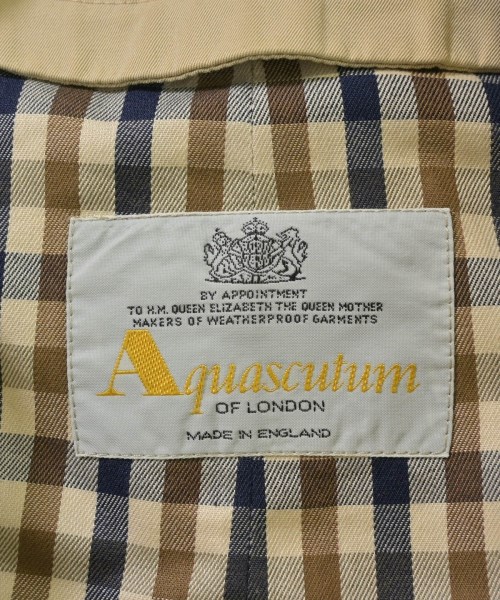 BY APPOINTMENT
TO H.M. QUEEN ELIZABETH THE QUEEN MOTHER
MAKERS OF WEATHERPROOF GARMENTS
Aquascutum
OF LONDON
MADE IN ENGLAND